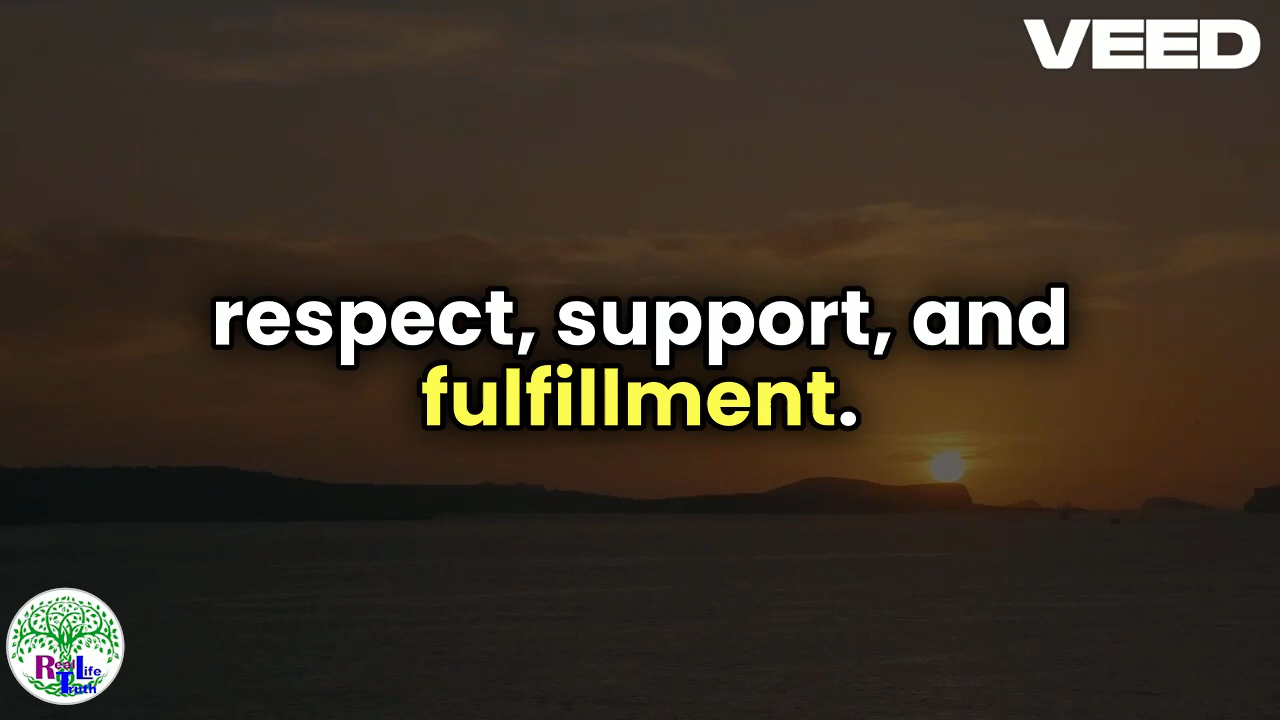 VEED
respect, support, and
fulfillment.
Real Life
Truth